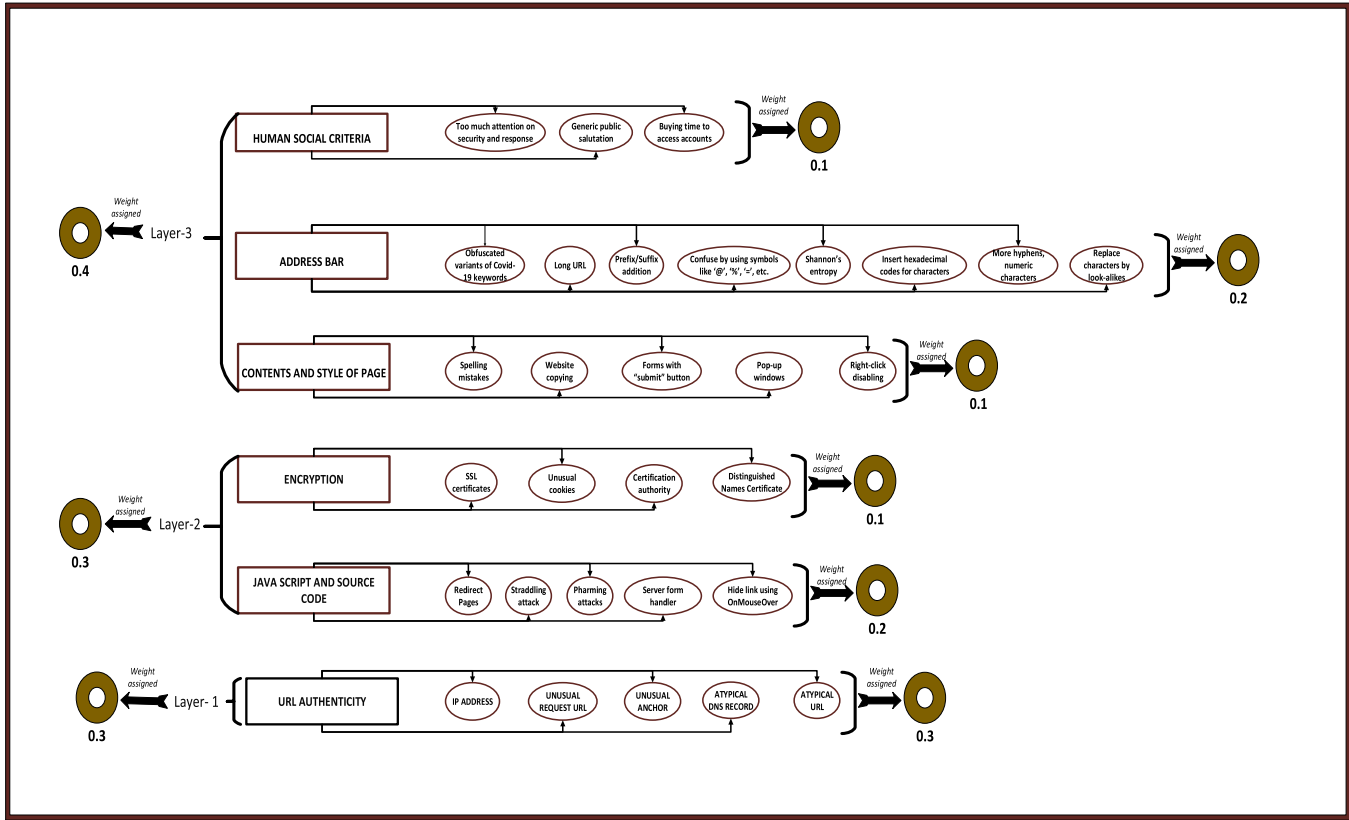 Weight
assigned
HUMAN SOCIAL CRITERIA
Too much attention on
security and response
Generic public
salutation
Buying time to
access accounts
0.1
Weight
assigned
Layer-3
0.4
Weight
assigned
ADDRESS BAR
Obfuscated
variants of Covid-
19 keywords
Long URL
Prefix/Suffix
addition
Confuse by using symbols
like ‘@’, ‘%’, ‘=’, etc.
Shannon’s
entropy
Insert hexadecimal
codes for characters
More hyphens,
numeric
characters
Replace
characters by
look-alikes
0.2
Weight
assigned
CONTENTS AND STYLE OF PAGE
Spelling
mistakes
Website
copying
Forms with
“submit” button
Pop-up
windows
Right-click
disabling
0.1
Weight
assigned
ENCRYPTION
SSL
certificates
Unusual
cookies
Certification
authority
Distinguished
Names Certificate
0.1
Weight
assigned
Layer-2
0.3
Weight
assigned
JAVA SCRIPT AND SOURCE
CODE
Redirect
Pages
Straddling
attack
Pharming
attacks
Server form
handler
Hide link using
OnMouseOver
0.2
Weight
assigned
Layer- 1
0.3
URL AUTHENTICITY
IP ADDRESS
UNUSUAL
REQUEST URL
UNUSUAL
ANCHOR
ATYPICAL
DNS RECORD
ATYPICAL
URL
Weight
assigned
0.3